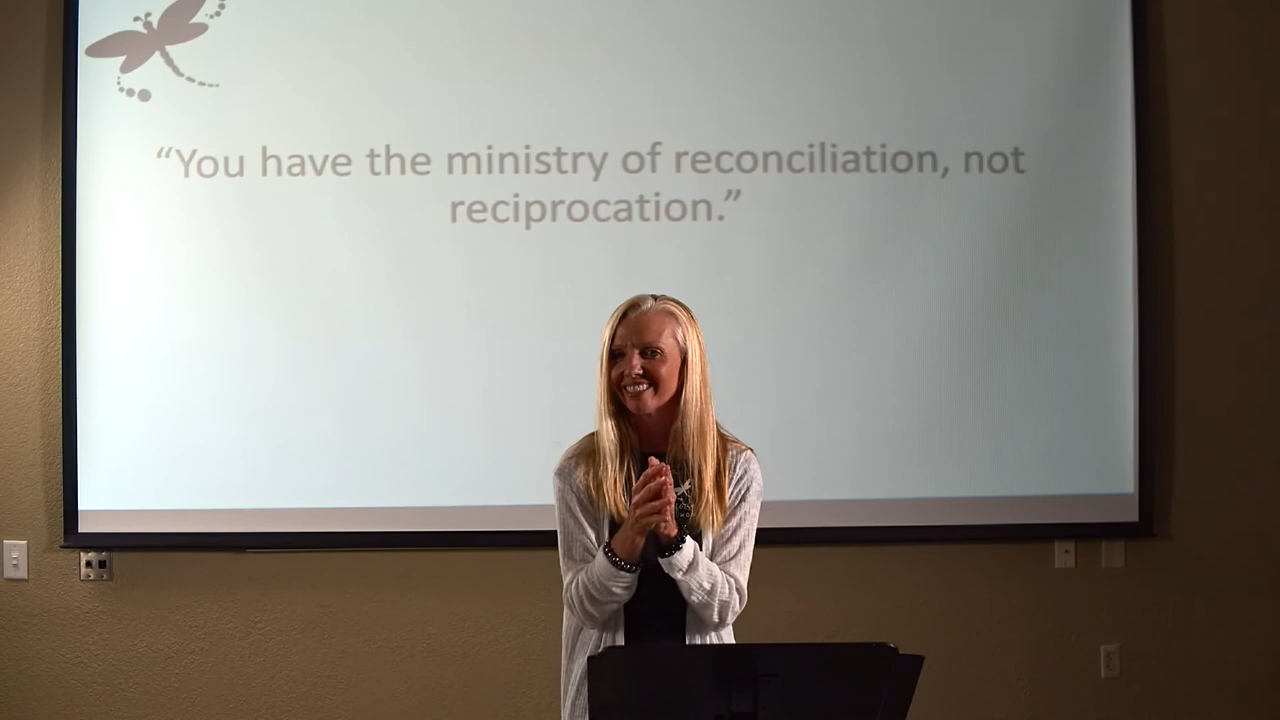 “You have the ministry of reconciliation, not
reciprocation.”